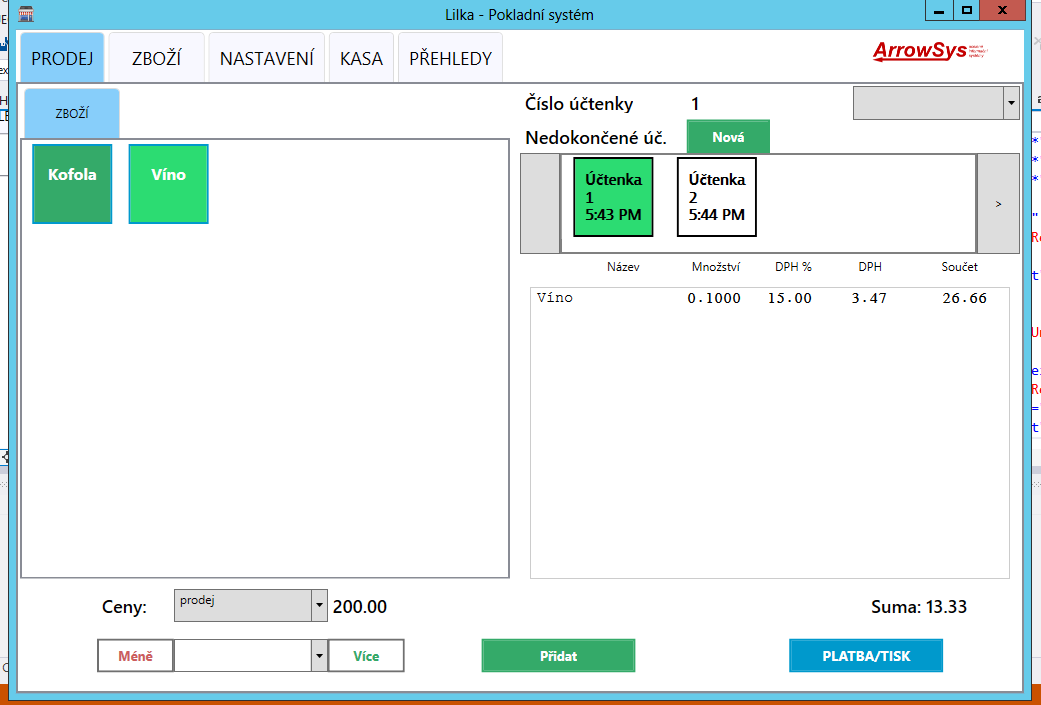 Lilka - Pokladní systém
PRODEJ ZBOŽÍ NASTAVENÍ KASA PŘEHLEDY
ArrowSys
ZBOŽÍ
Kofola Víno
Číslo účtenky 1
Nedokončené úč. Nová
Účtenka
1
5:43 PM
Účtenka
2
5:44 PM
>
Název Množství DPH % DPH Součet
Víno 0.1000 15.00 3.47 26.66
Ceny: prodej 200.00
Suma: 13.33
Méně Více Přidat PLATBA/TISK